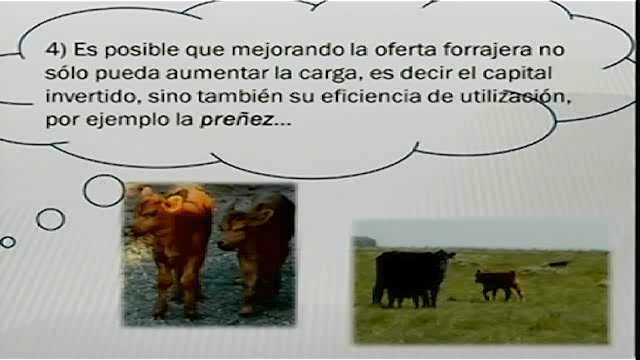 4) Es posible que mejorando la oferta forrajera no
sólo pueda aumentar la carga, es decir el capital
invertido, sino también su eficiencia de utilización,
por ejemplo la preñez...